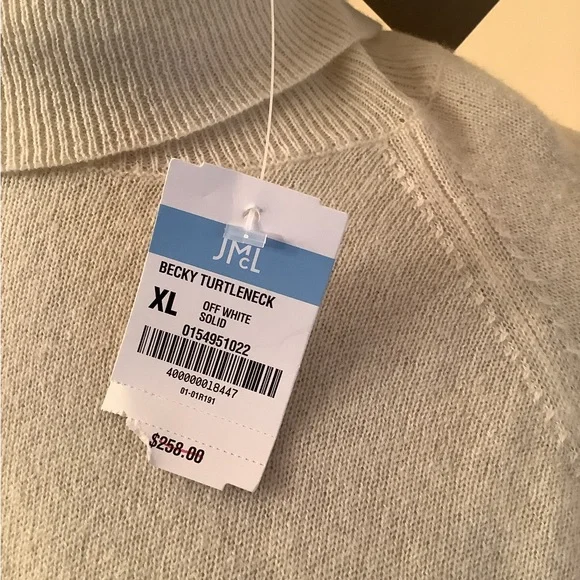 JMcL
BECKY TURTLENECK
XL
OFF WHITE
SOLID
0154951022
400000018447
01-01R191
$258.00